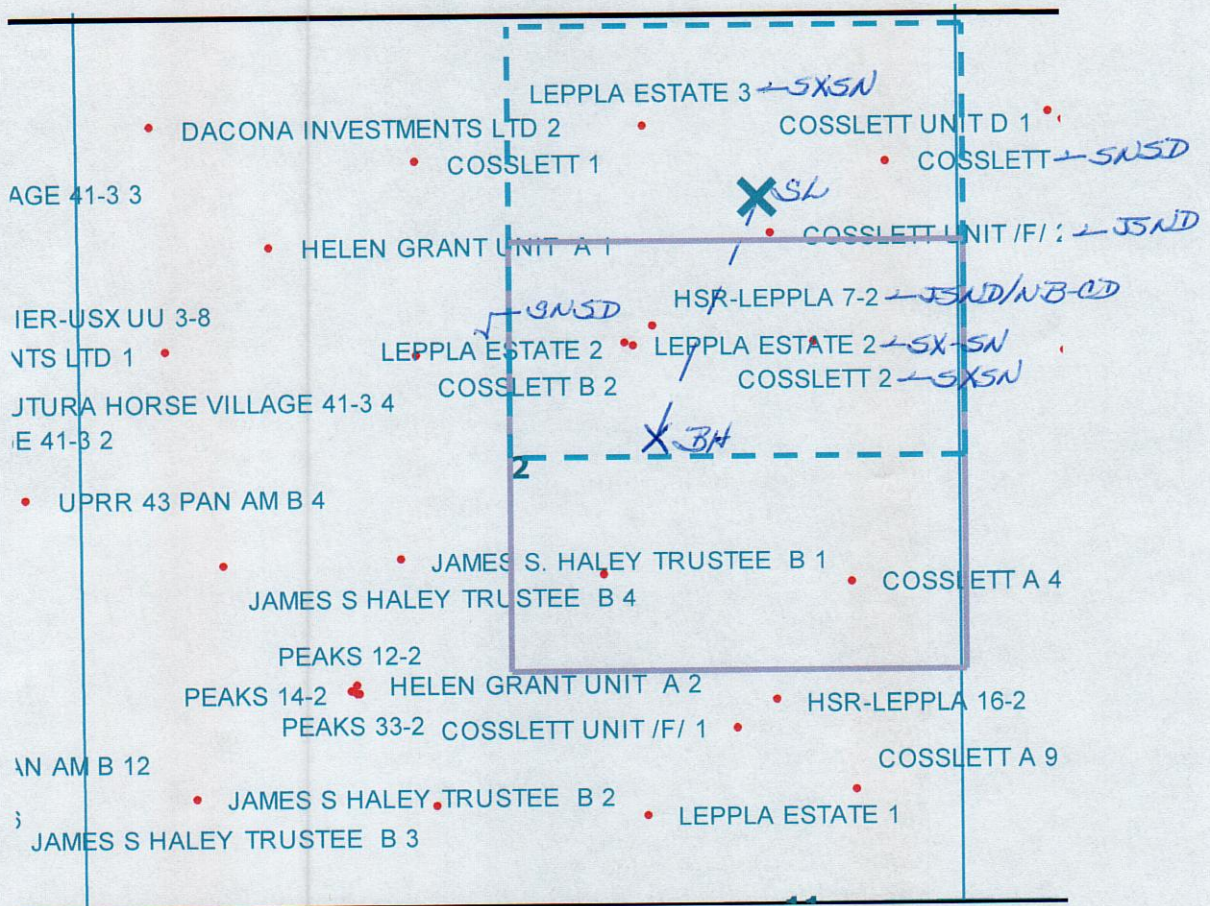 LEPPLA ESTATE 3 - SXSN
DACONA INVESTMENTS LTD 2
COSSLETT UNIT D 1
COSSLETT 1
COSSLETT - SNSD
AGE 41-3 3
SL
COSSLETT UNIT /F/ 2 - JSND
HELEN GRANT UNIT A 1
HSR-LEPPLA 7-2 - JSND/NB-CD
IER-USX UU 3-8
SNSD
NTS LTD 1
LEPPLA ESTATE 2
LEPPLA ESTATE 2 - SX-SN
COSSLETT B 2
COSSLETT 2 - SXSN
JTURA HORSE VILLAGE 41-3 4
E 41-3 2
X BH
2
UPRR 43 PAN AM B 4
JAMES S. HALEY TRUSTEE B 1
COSSLETT A 4
JAMES S HALEY TRUSTEE B 4
PEAKS 12-2
PEAKS 14-2
HELEN GRANT UNIT A 2
HSR-LEPPLA 16-2
PEAKS 33-2
COSSLETT UNIT /F/ 1
COSSLETT A 9
AN AM B 12
JAMES S HALEY TRUSTEE B 2
LEPPLA ESTATE 1
JAMES S HALEY TRUSTEE B 3